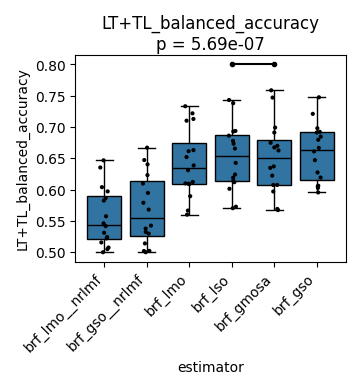 LT+TL_balanced_accuracy
p = 5.69e-07
LT+TL_balanced_accuracy
0.80
0.75
0.70
0.65
0.60
0.55
0.50
brf_lmo__nrlmf
brf_gso__nrlmf
brf_lmo
brf_lso
brf_gmosa
brf_gso
estimator